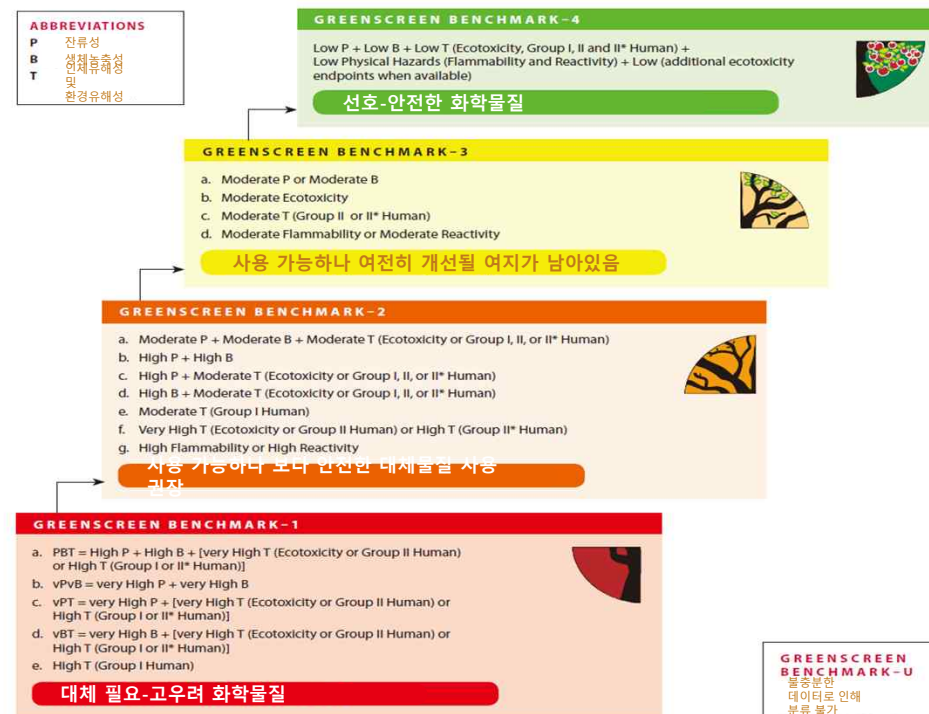 ABBREVIATIONS
P 잔류성
B 생체농축성
T 인체유해성
및
환경유해성
GREENSCREEN BENCHMARK–4
Low P + Low B + Low T (Ecotoxicity, Group I, II and II* Human) +
Low Physical Hazards (Flammability and Reactivity) + Low (additional ecotoxicity
endpoints when available)
선호-안전한 화학물질
GREENSCREEN BENCHMARK–3
a. Moderate P or Moderate B
b. Moderate Ecotoxicity
c. Moderate T (Group II or II* Human)
d. Moderate Flammability or Moderate Reactivity
사용 가능하나 여전히 개선될 여지가 남아있음
GREENSCREEN BENCHMARK–2
a. Moderate P + Moderate B + Moderate T (Ecotoxicity or Group I, II, or II* Human)
b. High P + High B
c. High P + Moderate T (Ecotoxicity or Group I, II, or II* Human)
d. High B + Moderate T (Ecotoxicity or Group I, II, or II* Human)
e. Moderate T (Group I Human)
f. Very High T (Ecotoxicity or Group II Human) or High T (Group II* Human)
g. High Flammability or High Reactivity
사용 가능하나 보다 안전한 대체물질 사용
권장
GREENSCREEN BENCHMARK–1
a. PBT = High P + High B + [very High T (Ecotoxicity or Group II Human)
or High T (Group I or II* Human)]
b. vPvB = very High P + very High B
c. vPT = very High P + [very High T (Ecotoxicity or Group II Human) or
High T (Group I or II* Human)]
d. vBT = very High B + [very High T (Ecotoxicity or Group II Human) or
High T (Group I or II* Human)]
e. High T (Group I Human)
대체 필요-고우려 화학물질
GREENSCREEN
BENCHMARK–U
불충분한
데이터로 인해
분류 불가